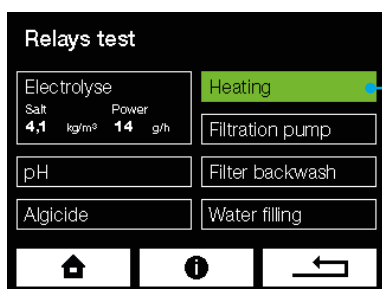 Relays test
Electrolyse
Salt Power
4,1 kg/m³ 14 g/h
pH
Algicide
Heating
Filtration pump
Filter backwash
Water filling